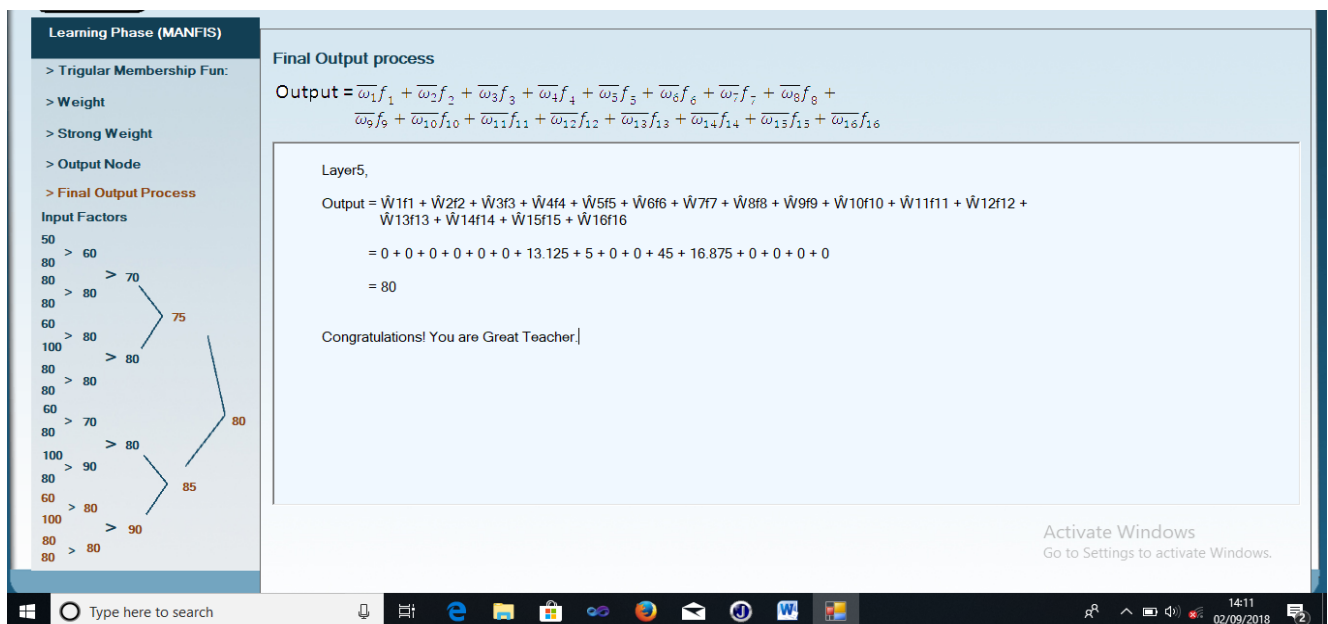 Learning Phase (MANFIS)
> Trigular Membership Fun:
> Weight
> Strong Weight
> Output Node
> Final Output Process
Input Factors
50
> 60
80
> 70
80
> 80
80
75
60
> 80
100
> 80
80
> 80
80
60
> 70
80
80
> 80
100
> 90
80
85
60
> 80
100
> 90
80
> 80
80
Final Output process
Output = ω̅1f1 + ω̅2f2 + ω̅3f3 + ω̅4f4 + ω̅5f5 + ω̅6f6 + ω̅7f7 + ω̅8f8 +
ω̅9f9 + ω̅10f10 + ω̅11f11 + ω̅12f12 + ω̅13f13 + ω̅14f14 + ω̅15f15 + ω̅16f16
Layer5,
Output = Ŵ1f1 + Ŵ2f2 + Ŵ3f3 + Ŵ4f4 + Ŵ5f5 + Ŵ6f6 + Ŵ7f7 + Ŵ8f8 + Ŵ9f9 + Ŵ10f10 + Ŵ11f11 + Ŵ12f12 +
Ŵ13f13 + Ŵ14f14 + Ŵ15f15 + Ŵ16f16
= 0 + 0 + 0 + 0 + 0 + 0 + 13.125 + 5 + 0 + 0 + 45 + 16.875 + 0 + 0 + 0 + 0
= 80
Congratulations! You are Great Teacher.
Activate Windows
Go to Settings to activate Windows.
Type here to search
14:11
02/09/2018
2